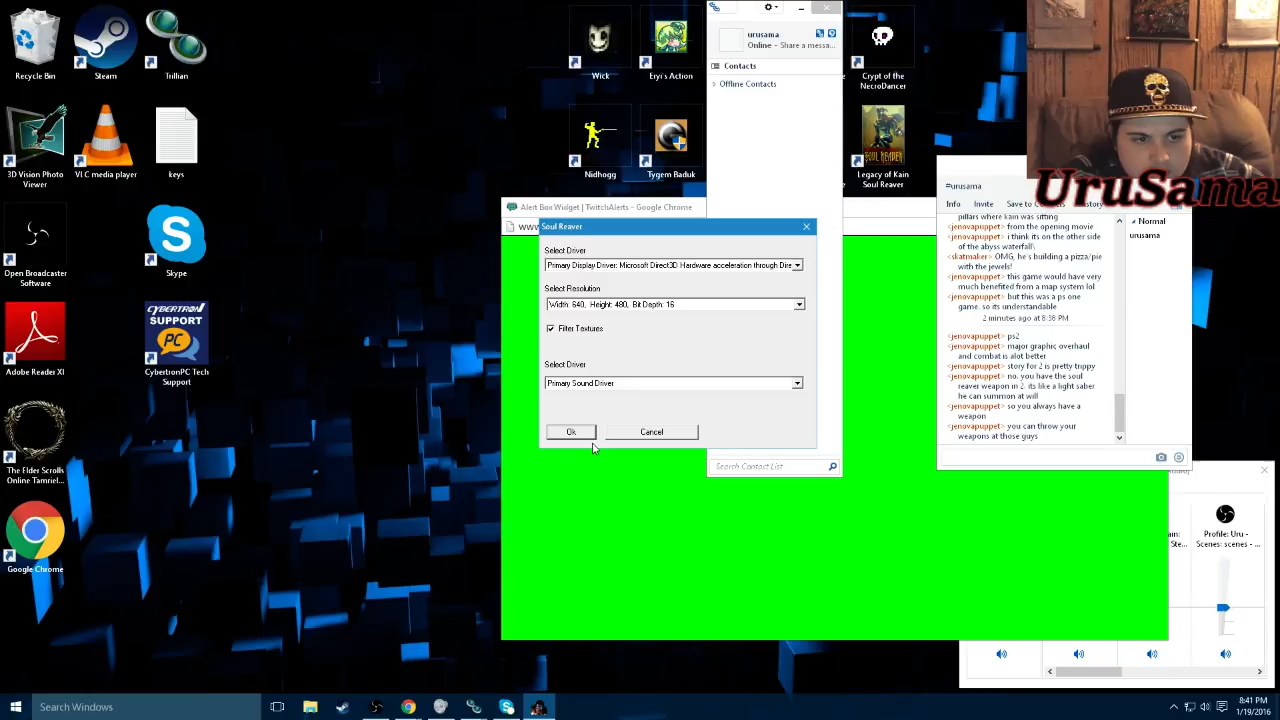 Recycle Bin
Steam
Trillian
3D Vision Photo
Viewer
VLC media player
keys
Open Broadcaster
Software
Skype
Adobe Reader XI
CYBERTRON
SUPPORT
PC
CybertronPC Tech
Support
The Elder Scrolls
Google Chrome
Wick
Eryi's Action
Nidhogg
Tygem Baduk
urusama
Online - Share a messa...
Contacts
Offline Contacts
Search Contact List
Crypt of the
NecroDancer
SOUL REAVER
Legacy of Kain
Soul Reaver
Alert Box Widget | TwitchAlerts - Google Chrome
www
Soul Reaver
Select Driver
Primary Display Driver: Microsoft Direct3D Hardware acceleration through Dire
Select Resolution
Width: 640, Height: 480, Bit Depth: 16
Filter Textures
Select Driver
Primary Sound Driver
Ok
Cancel
UruSama
#urusama
Info
Invite
Save to Co
Normal
urusama
pillars where kain was sitting
<jenovapuppet> from the opening movie
<jenovapuppet> i think its on the other side
of the abyss waterfall\
<skatmaker> OMG, he's building a pizza/pie
with the jewels!
<jenovapuppet> this game would have very
much benefited from a map system lol
<jenovapuppet> but this was a ps one
game. so its understandable
2 minutes ago at 8:38 PM
<jenovapuppet> ps2
<jenovapuppet> major graphic overhaul
and combat is alot better
<jenovapuppet> story for 2 is pretty trippy
<jenovapuppet> no. you have the soul
reaver weapon in 2. its like a light saber
he can summon at will
<jenovapuppet> so you always have a
weapon
<jenovapuppet> you can throw your
weapons at those guys
Profile: Uru -
Scenes: scenes - ...
ain:
Ste...
Search Windows
8:41 PM
1/19/2016